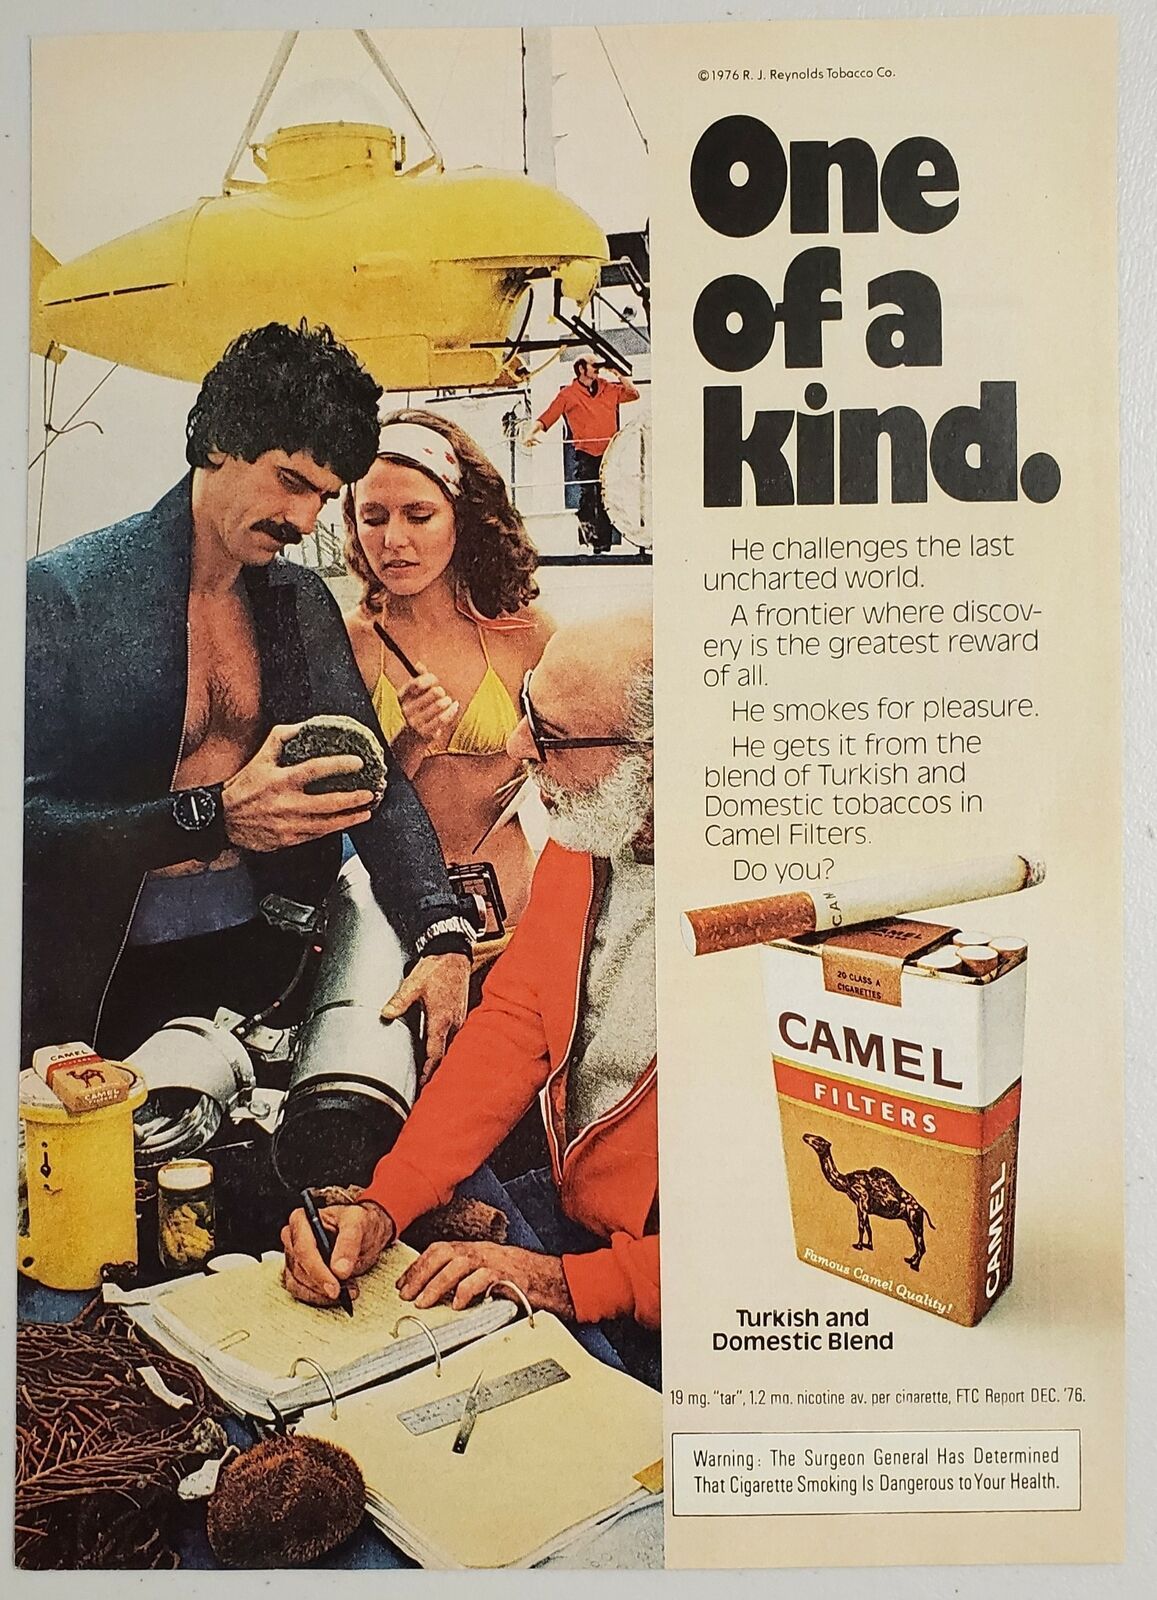 ©1976 R. J. Reynolds Tobacco Co.
One
of a
kind.
He challenges the last
uncharted world.
A frontier where discov-
ery is the greatest reward
of all.
He smokes for pleasure.
He gets it from the
blend of Turkish and
Domestic tobaccos in
Camel Filters.
Do you?
CAMEL
20 CLASS A
CIGARETTES
CAMEL
FILTERS
Famous Camel Quality!
CAMEL
CAMEL
FILTERS
CAMEL
FILTERS
Turkish and
Domestic Blend
19 mg. "tar", 1.2 mg. nicotine av. per cigarette, FTC Report DEC. '76.
Warning: The Surgeon General Has Determined
That Cigarette Smoking Is Dangerous to Your Health.